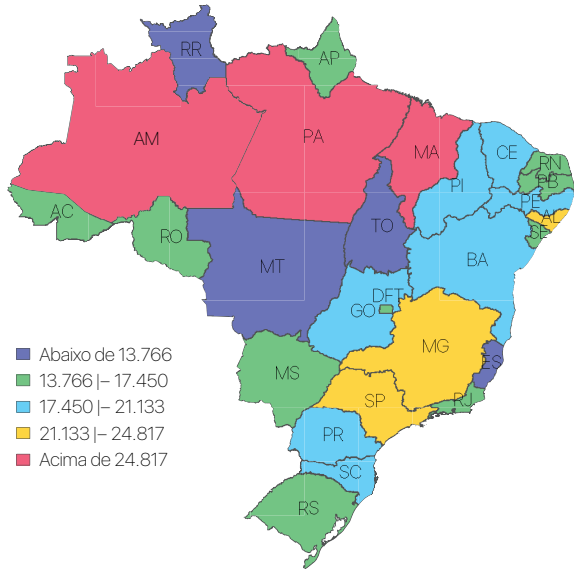 RR
AP
AM
PA
MA
CE
RN
PB
PI
PE
AL
SE
AC
RO
TO
MT
BA
DFT
GO
MG
ES
MS
SP
RJ
PR
SC
RS
Abaixo de 13.766
13.766 |– 17.450
17.450 |– 21.133
21.133 |– 24.817
Acima de 24.817